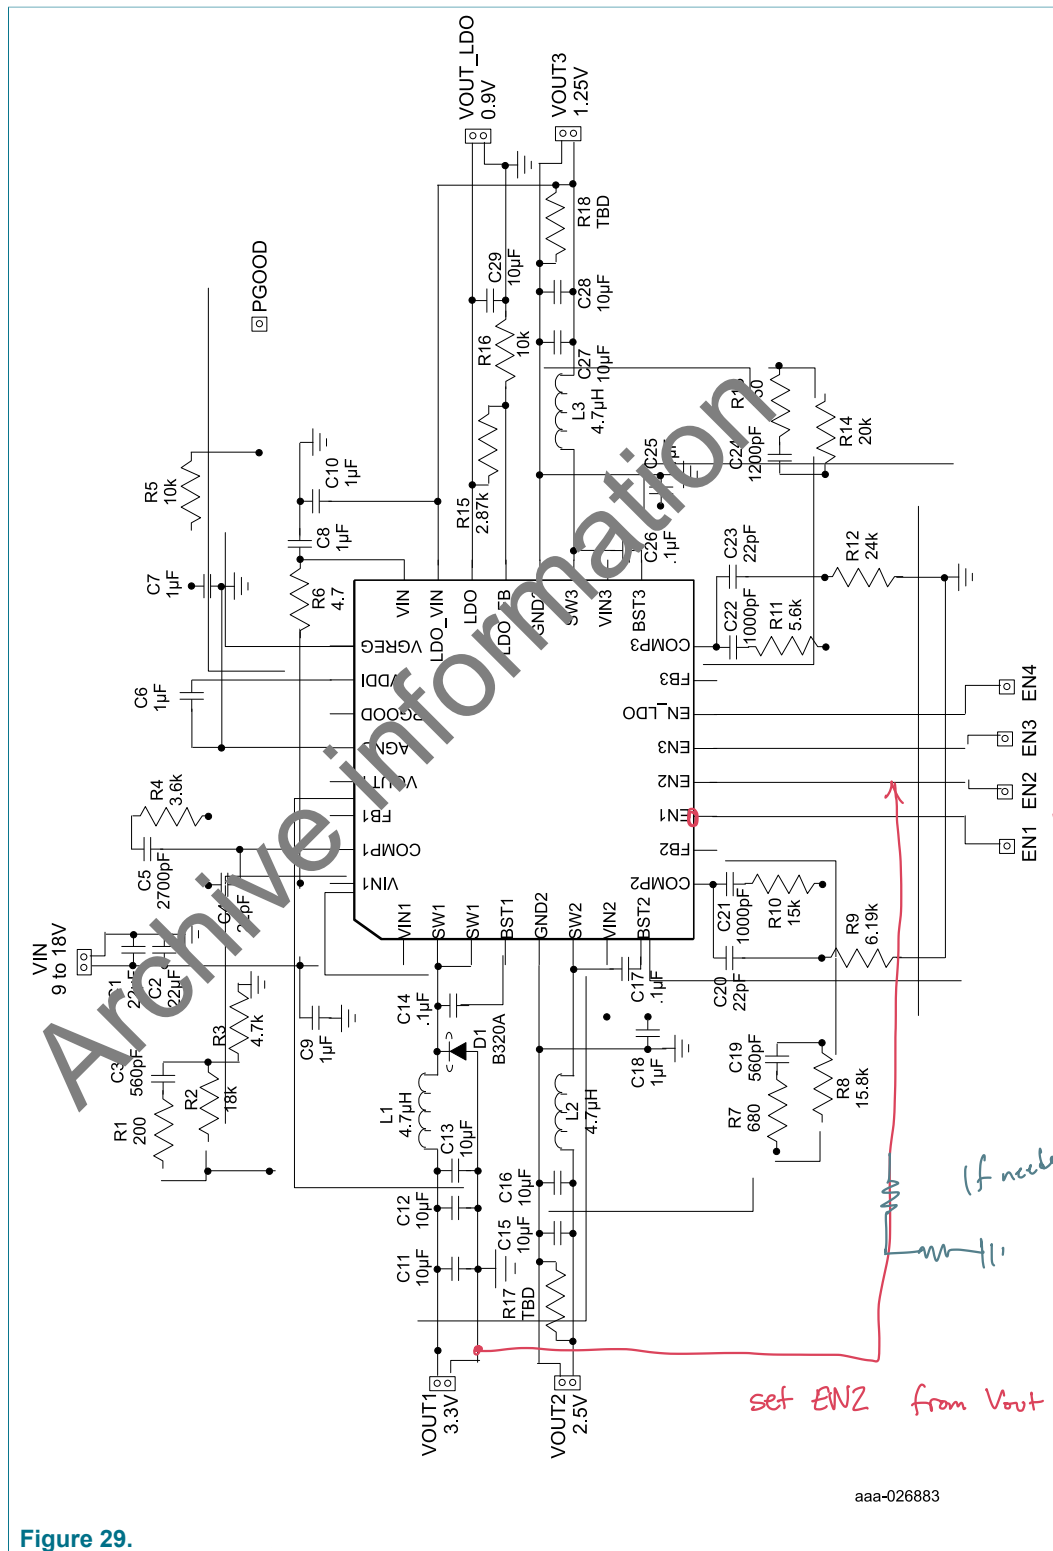 VOUT_LDO
0.9V
VOUT3
1.25V
PGOOD
R18
TBD
C29
10µF
C28
10µF
R16
10k
C27
10µF
L3
4.7µH
R5
10k
C10
1µF
C8
1µF
R15
2.87k
C25
C24
1200pF
R14
20k
C7
1µF
R6
4.7
C26
.1µF
C23
22pF
C22
1000pF
R12
24k
R11
5.6k
VIN
LDO_VIN
LDO
GND3
SW3
VIN3
BST3
C6
1µF
VGREG
VDDI
PGOOD
AGND
FB1
COMP1
VIN1
COMP3
FB3
EN_LDO
EN3
EN2
EN1
FB2
COMP2
EN4
EN3
EN2
EN1
R4
3.6k
C5
2700pF
VIN
9 to 18V
C1
22µF
C2
22µF
VIN1
SW1
SW1
BST1
GND2
SW2
VIN2
BST2
C21
1000pF
R10
15k
C20
22pF
R9
6.19k
C3
560pF
R3
4.7k
R1
200
R2
18k
C9
1µF
C14
.1µF
D1
B320A
C17
.1µF
C18
1µF
C19
560pF
R7
680
R8
15.8k
L1
4.7µH
L2
4.7µH
C13
10µF
C12
10µF
C11
10µF
C16
10µF
C15
10µF
R17
TBD
VOUT1
3.3V
VOUT2
2.5V
Archive information
If
set EN2 from Vout
aaa-026883
Figure 29.